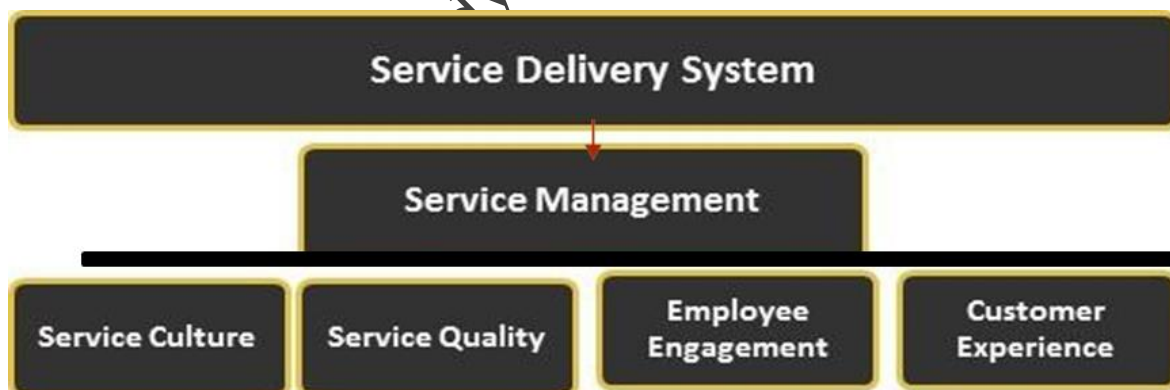 Service Delivery System
Service Management
Service Culture
Service Quality
Employee
Engagement
Customer
Experience